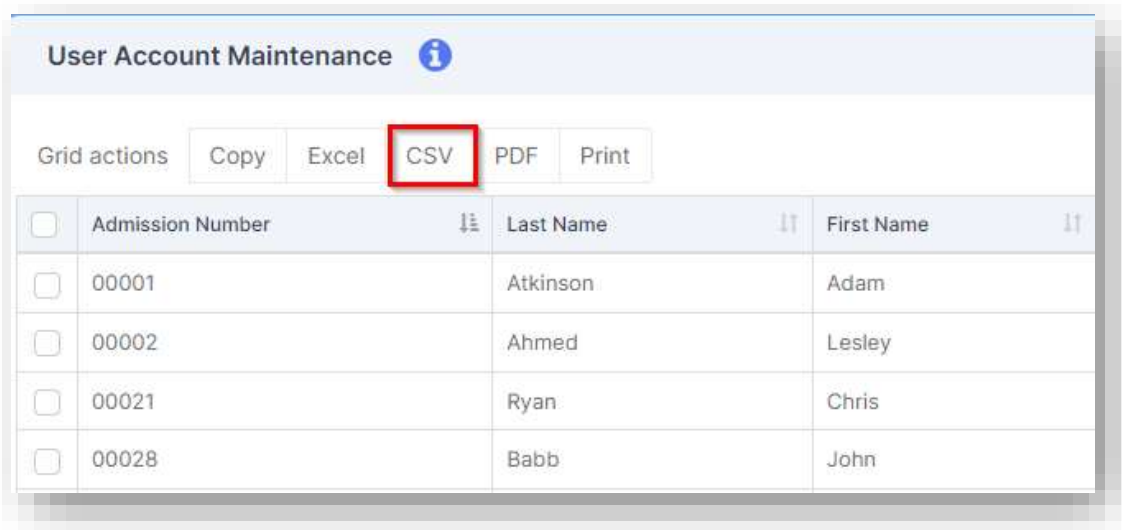 User Account Maintenance
Grid actions Copy Excel CSV PDF Print
Admission Number Last Name First Name
00001 Atkinson Adam
00002 Ahmed Lesley
00021 Ryan Chris
00028 Babb John